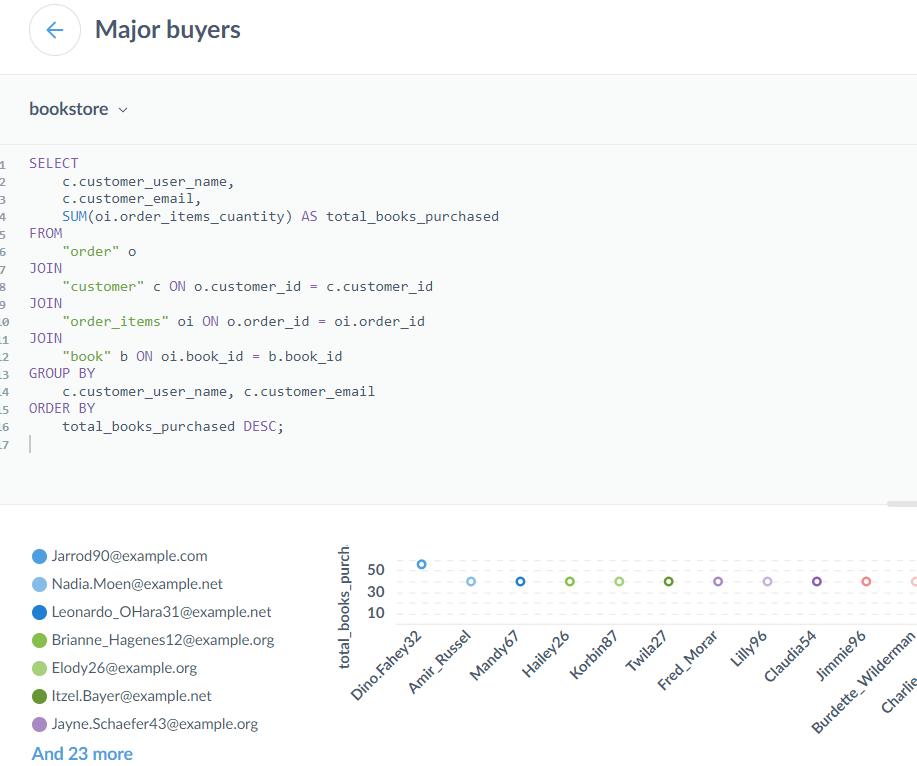 Major buyers
bookstore
1 SELECT
2 c.customer_user_name,
3 c.customer_email,
4 SUM(oi.order_items_cuantity) AS total_books_purchased
5 FROM
6 "order" o
7 JOIN
8 "customer" c ON o.customer_id = c.customer_id
9 JOIN
10 "order_items" oi ON o.order_id = oi.order_id
11 JOIN
12 "book" b ON oi.book_id = b.book_id
13 GROUP BY
14 c.customer_user_name, c.customer_email
15 ORDER BY
16 total_books_purchased DESC;
17
Jarrod90@example.com
Nadia.Moen@example.net
Leonardo_OHara31@example.net
Brianne_Hagenes12@example.org
Elody26@example.org
Itzel.Bayer@example.net
Jayne.Schaefer43@example.org
And 23 more
total_books_purch
50
30
10
Dino.Fahey32
Amir_Russel
Mandy67
Hailey26
Korbin87
Twila27
Fred_Morar
Lilly96
Claudia54
Jimmie96
Burdette_Wilderman
Charlie